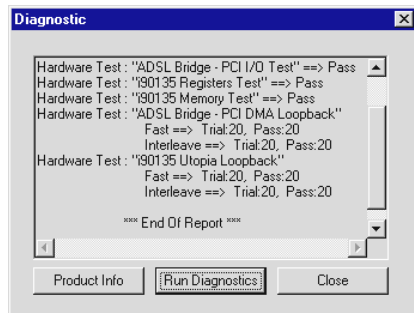 Diagnostic
Hardware Test : "ADSL Bridge - PCI I/O Test" ==> Pass
Hardware Test : "i90135 Registers Test" ==> Pass
Hardware Test : "i90135 Memory Test" ==> Pass
Hardware Test : "ADSL Bridge - PCI DMA Loopback"
Fast ==> Trial:20, Pass:20
Interleave ==> Trial:20, Pass:20
Hardware Test : "i90135 Utopia Loopback"
Fast ==> Trial:20, Pass:20
Interleave ==> Trial:20, Pass:20
*** End Of Report ***
Product Info Run Diagnostics Close